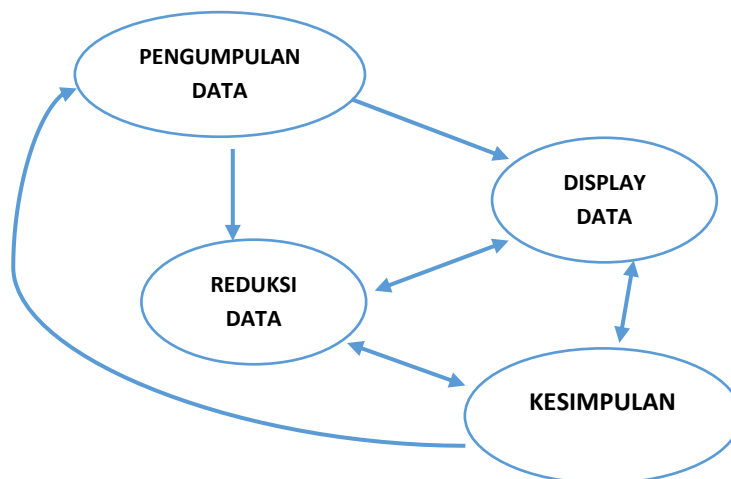 PENGUMPULAN
DATA
DISPLAY
DATA
REDUKSI
DATA
KESIMPULAN